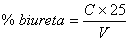 % biureta = C × 25 / V